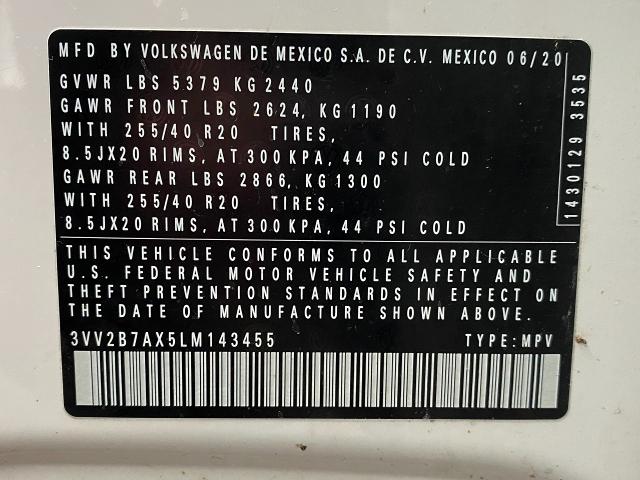 MFD BY VOLKSWAGEN DE MEXICO S.A. DE C.V. MEXICO 06/20
GVWR LBS 5379 KG 2440
GAWR FRONT LBS 2624, KG 1190
WITH 255/40 R20 TIRES,
8.5JX20 RIMS, AT 300 KPA, 44 PSI COLD
GAWR REAR LBS 2866, KG 1300
WITH 255/40 R20 TIRES,
8.5JX20 RIMS, AT 300 KPA, 44 PSI COLD
1430129 3535
THIS VEHICLE CONFORMS TO ALL APPLICABLE
U.S. FEDERAL MOTOR VEHICLE SAFETY AND
THEFT PREVENTION STANDARDS IN EFFECT ON
THE DATE OF MANUFACTURE SHOWN ABOVE.
3VV2B7AX5LM143455 TYPE: MPV